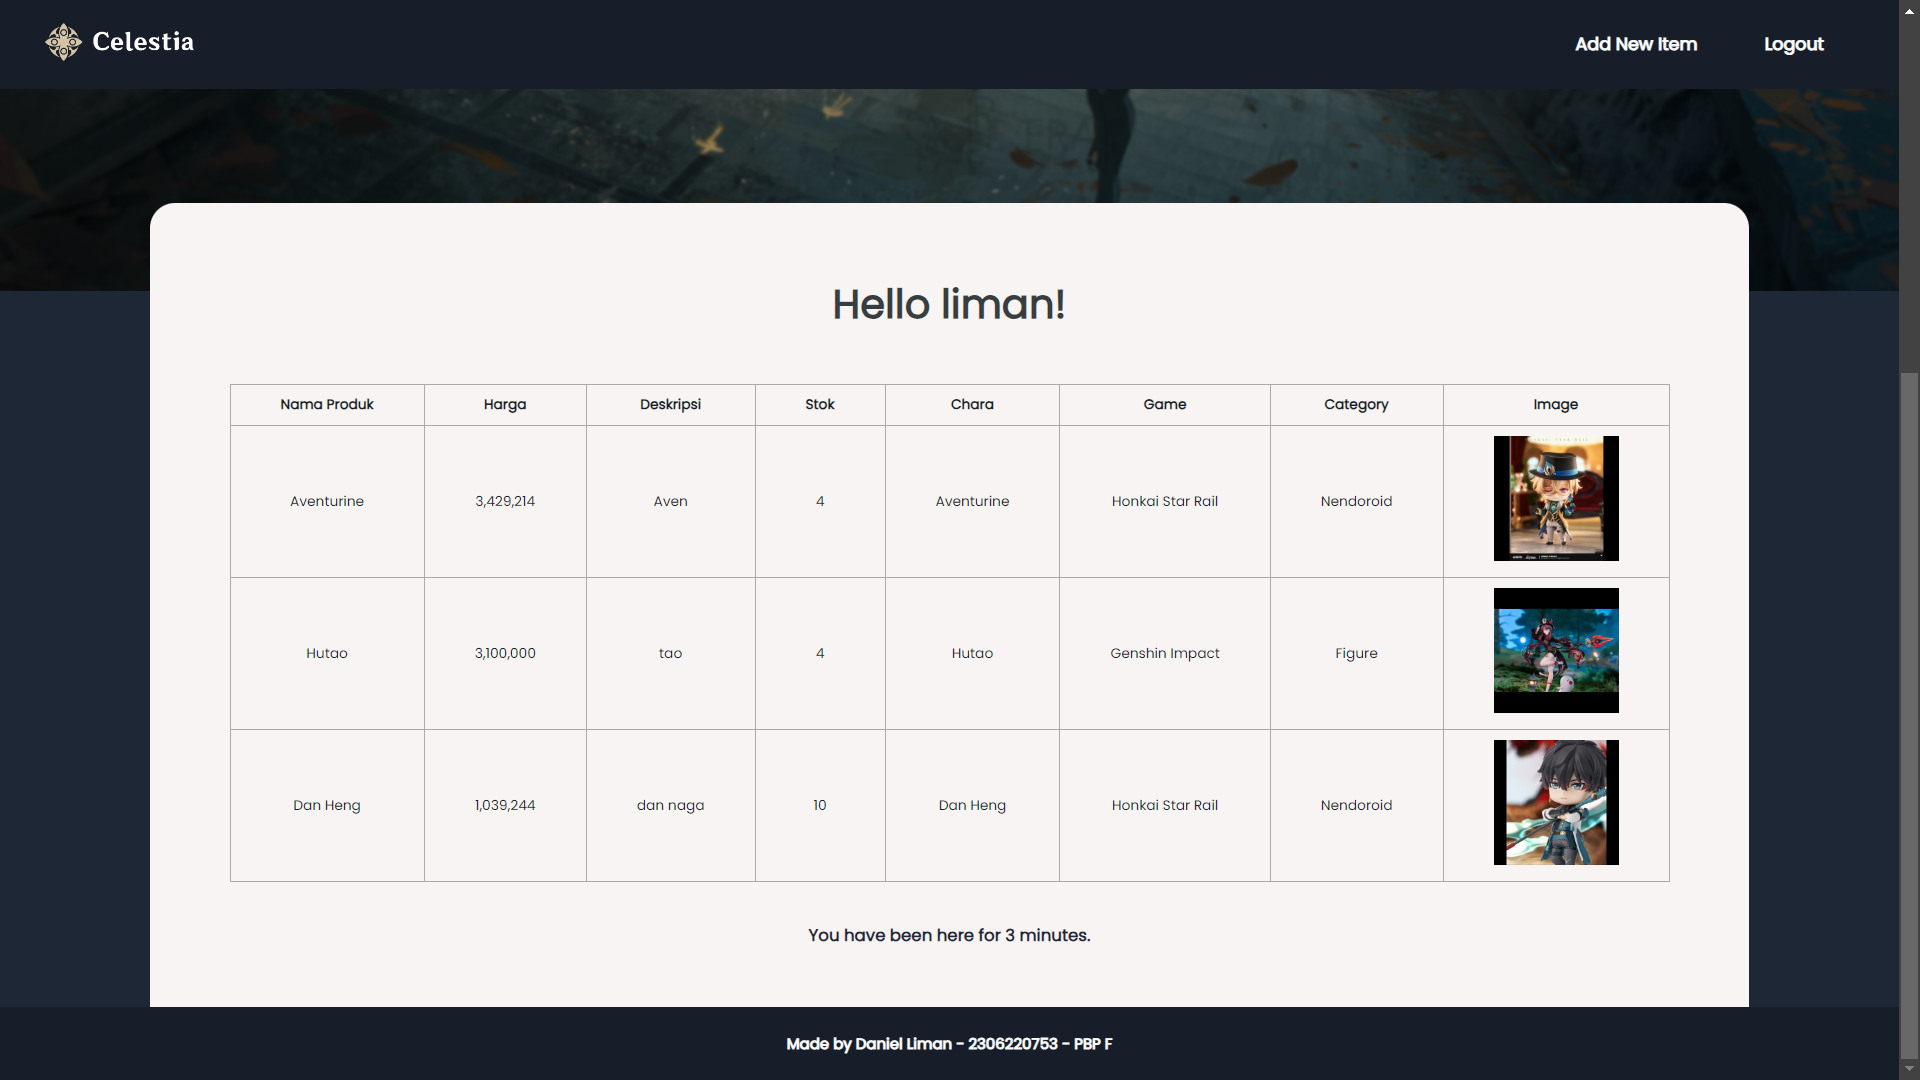 Celestia
Add New Item
Logout
Hello liman!
Nama Produk Harga Deskripsi Stok Chara Game Category Image
Aventurine 3,429,214 Aven 4 Aventurine Honkai Star Rail Nendoroid
Hutao 3,100,000 tao 4 Hutao Genshin Impact Figure
Dan Heng 1,039,244 dan naga 10 Dan Heng Honkai Star Rail Nendoroid
You have been here for 3 minutes.
Made by Daniel Liman - 2306220753 - PBP F